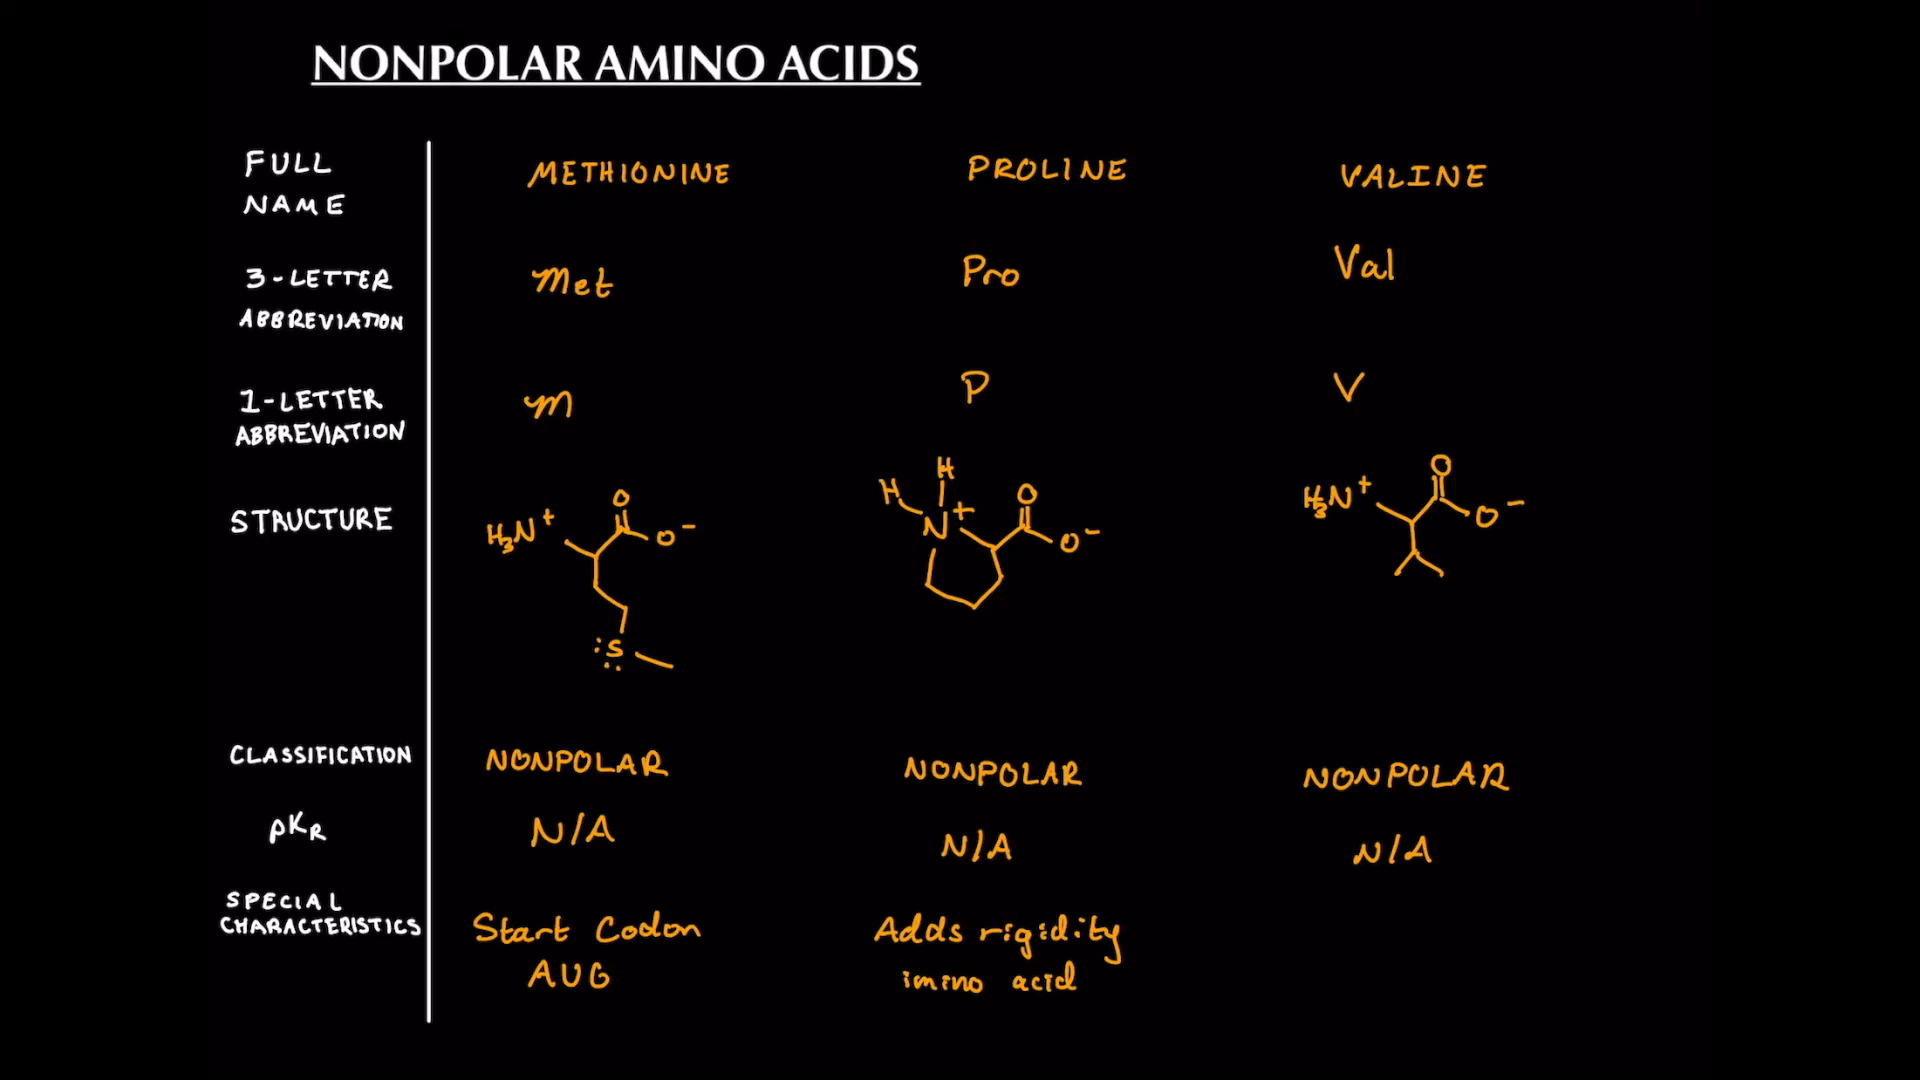 NONPOLAR AMINO ACIDS
FULL NAME METHIONINE PROLINE VALINE
3-LETTER ABBREVIATION Met Pro Val
1-LETTER ABBREVIATION M P V
STRUCTURE
H₃N⁺ O O⁻ :S̤
H H N⁺ O O⁻
H₃N⁺ O O⁻
CLASSIFICATION NONPOLAR NONPOLAR NONPOLAR
pKR N/A N/A N/A
SPECIAL CHARACTERISTICS
Start Codon
AUG
Adds rigidity
imino acid